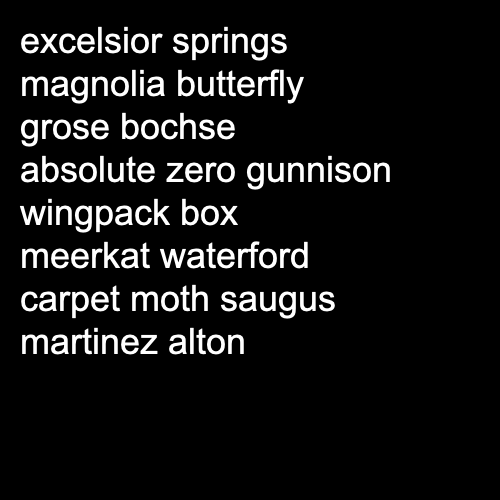 excelsior springs
magnolia butterfly
grose bochse
absolute zero gunnison
wingpack box
meerkat waterford
carpet moth saugus
martinez alton